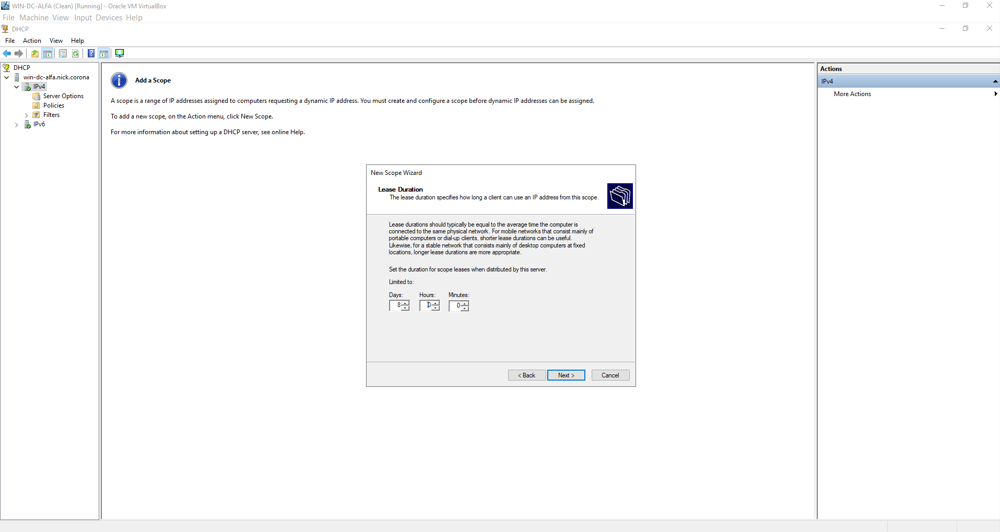 WIN-DC-ALFA (Clean) [Running] - Oracle VM VirtualBox
File Machine View Input Devices Help
DHCP
File Action View Help
DHCP
win-dc-alfa.nick.corona
IPv4
Server Options
Policies
Filters
IPv6
Add a Scope
A scope is a range of IP addresses assigned to computers requesting a dynamic IP address. You must create and configure a scope before dynamic IP addresses can be assigned.
To add a new scope, on the Action menu, click New Scope.
For more information about setting up a DHCP server, see online Help.
New Scope Wizard
Lease Duration
The lease duration specifies how long a client can use an IP address from this scope.
Lease durations should typically be equal to the average time the computer is
connected to the same physical network. For mobile networks that consist mainly of
portable computers or dial-up clients, shorter lease durations can be useful.
Likewise, for a stable network that consists mainly of desktop computers at fixed
locations, longer lease durations are more appropriate.
Set the duration for scope leases when distributed by this server.
Limited to:
Days: Hours: Minutes:
8 0 0
< Back Next > Cancel
Actions
IPv4
More Actions